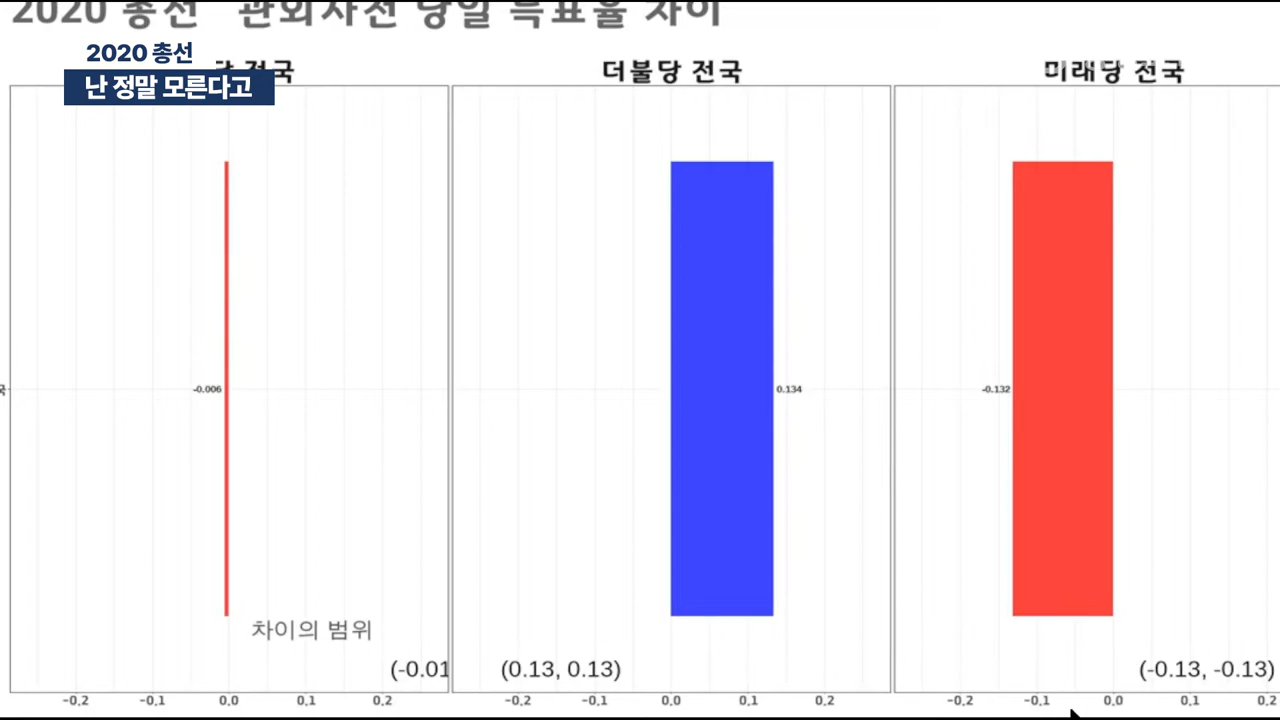 2020 총선 관외사전 당일 득표율 차이
2020 총선
난 정말 모른다고
당 전국
더불당 전국
미래당 전국
-0.006
0.134
-0.132
차이의 범위
(-0.01
(0.13, 0.13)
(-0.13, -0.13)
-0.2 -0.1 0.0 0.1 0.2
-0.2 -0.1 0.0 0.1 0.2
-0.2 -0.1 0.0 0.1 0.2